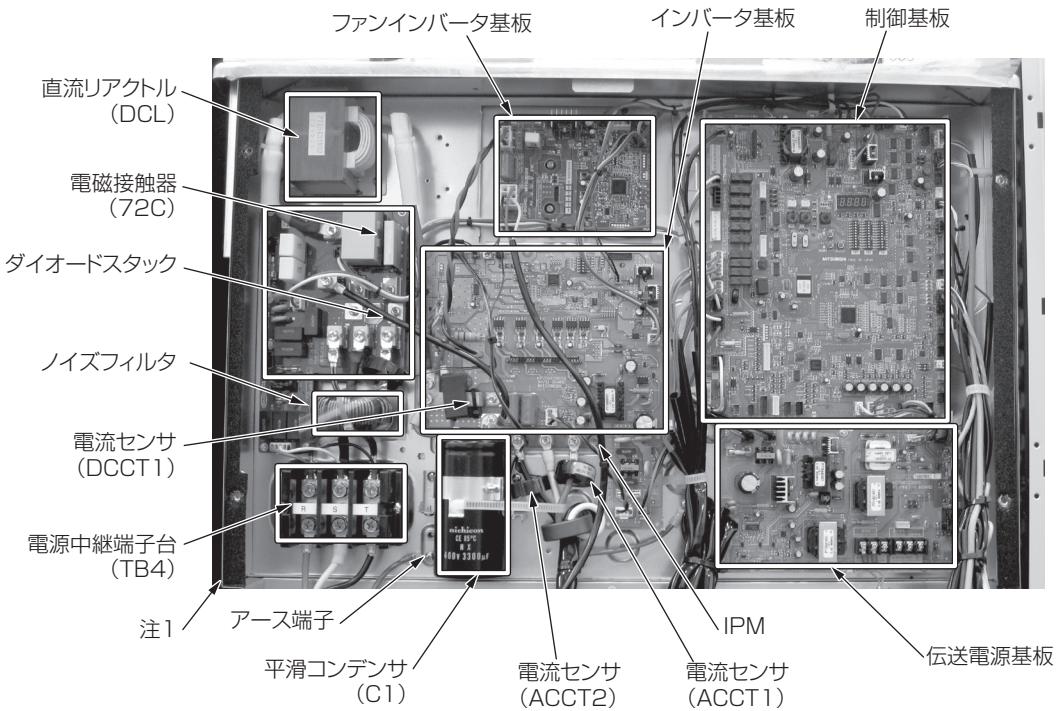 ファンインバータ基板
インバータ基板
制御基板
直流リアクトル
(DCL)
電磁接触器
(72C)
ダイオードスタック
ノイズフィルタ
電流センサ
(DCCT1)
電源中継端子台
(TB4)
注1
アース端子
平滑コンデンサ
(C1)
電流センサ
(ACCT2)
電流センサ
(ACCT1)
IPM
伝送電源基板
MITSUBISHI
R S T
nichicon
CE 85℃
N X
400V 3300μF